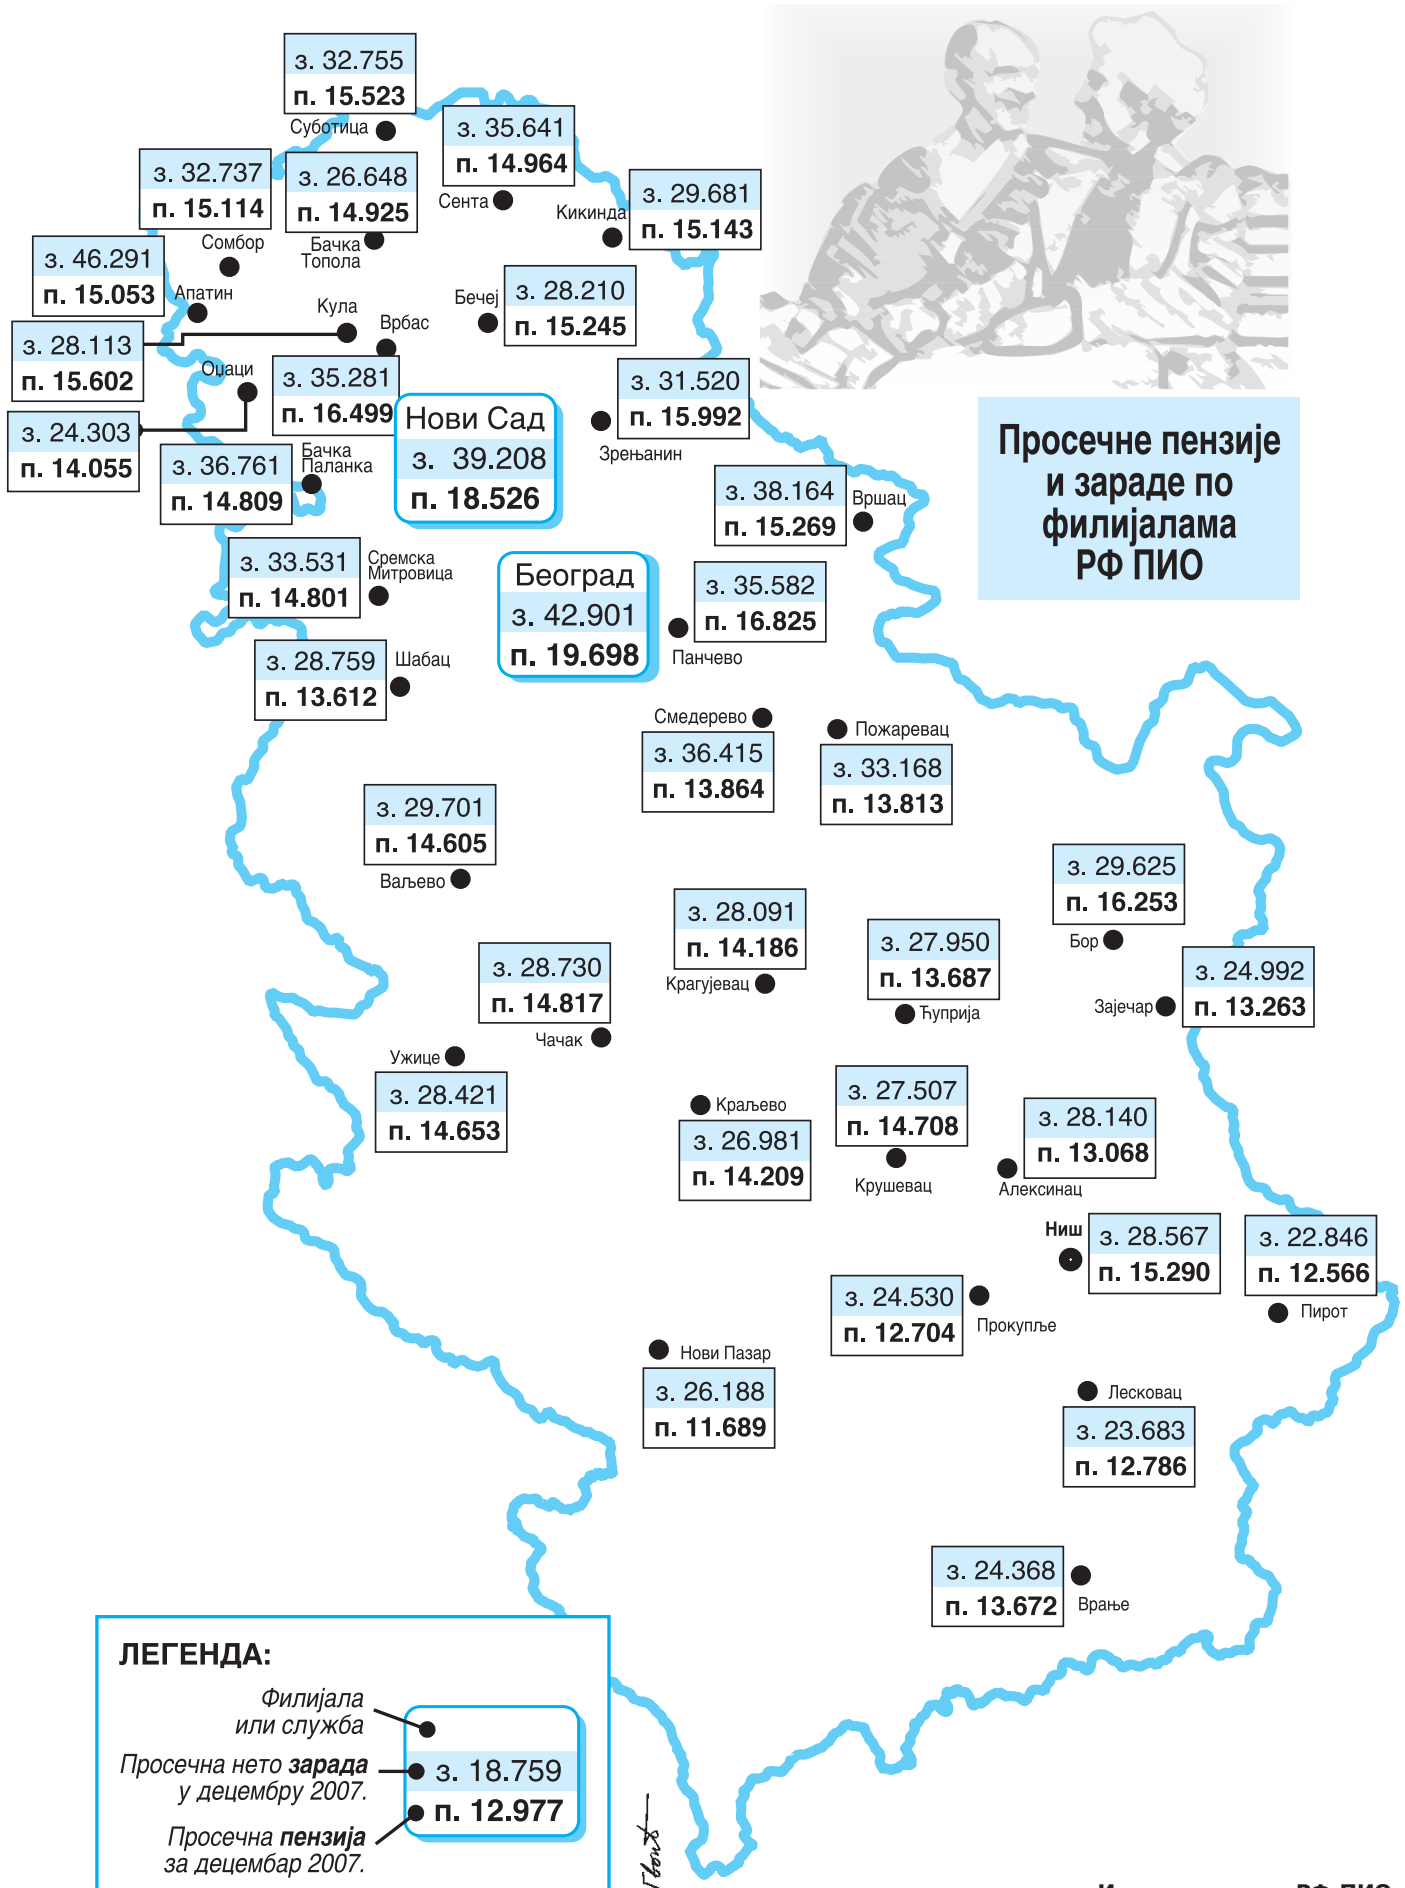 з. 32.755
п. 15.523
Суботица
з. 35.641
п. 14.964
Сента
з. 32.737
п. 15.114
Сомбор
з. 26.648
п. 14.925
Бачка
Топола
з. 29.681
п. 15.143
Кикинда
з. 46.291
п. 15.053
Апатин
з. 28.210
п. 15.245
Бечеј
Кула
з. 28.113
п. 15.602
Врбас
з. 35.281
п. 16.499
Оџаци
з. 24.303
п. 14.055
Нови Сад
з. 39.208
п. 18.526
з. 31.520
п. 15.992
Зрењанин
Просечне пензије
и зараде по
филијалама
РФ ПИО
Бачка
Паланка
з. 36.761
п. 14.809
з. 38.164
п. 15.269
Вршац
з. 33.531
п. 14.801
Сремска
Митровица
Београд
з. 42.901
п. 19.698
з. 35.582
п. 16.825
Панчево
з. 28.759
п. 13.612
Шабац
Смедерево
з. 36.415
п. 13.864
Пожаревац
з. 33.168
п. 13.813
з. 29.701
п. 14.605
Ваљево
з. 29.625
п. 16.253
Бор
з. 28.091
п. 14.186
Крагујевац
з. 27.950
п. 13.687
Ћуприја
з. 28.730
п. 14.817
Чачак
з. 24.992
п. 13.263
Зајечар
Ужице
з. 28.421
п. 14.653
Краљево
з. 26.981
п. 14.209
з. 27.507
п. 14.708
Крушевац
з. 28.140
п. 13.068
Алексинац
Ниш
з. 28.567
п. 15.290
з. 22.846
п. 12.566
Пирот
з. 24.530
п. 12.704
Прокупље
Нови Пазар
з. 26.188
п. 11.689
Лесковац
з. 23.683
п. 12.786
з. 24.368
п. 13.672
Врање
ЛЕГЕНДА:
Филијала
или служба
Просечна нето зарада
у децембру 2007.
з. 18.759
п. 12.977
Просечна пензија
за децембар 2007.
РФ ПИО